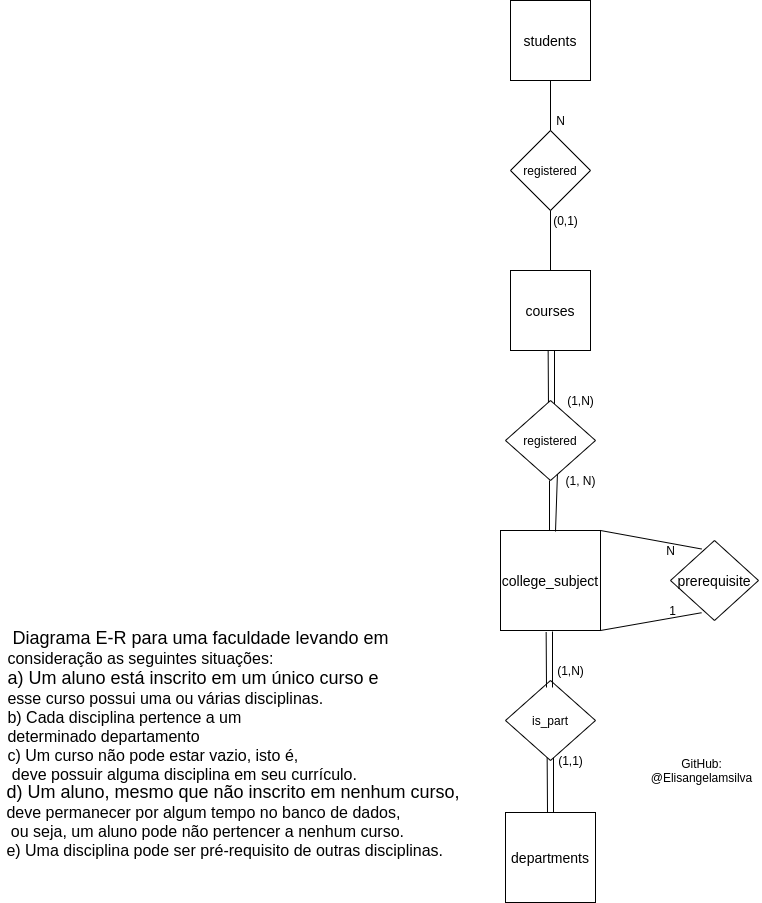 students
N
registered
(0,1)
courses
(1,N)
registered
(1, N)
college_subject
N
prerequisite
1
(1,N)
is_part
(1,1)
departments
Diagrama E-R para uma faculdade levando em
consideração as seguintes situações:
a) Um aluno está inscrito em um único curso e
esse curso possui uma ou várias disciplinas.
b) Cada disciplina pertence a um
determinado departamento
c) Um curso não pode estar vazio, isto é,
deve possuir alguma disciplina em seu currículo.
d) Um aluno, mesmo que não inscrito em nenhum curso,
deve permanecer por algum tempo no banco de dados,
ou seja, um aluno pode não pertencer a nenhum curso.
e) Uma disciplina pode ser pré-requisito de outras disciplinas.
GitHub:
@Elisangelamsilva